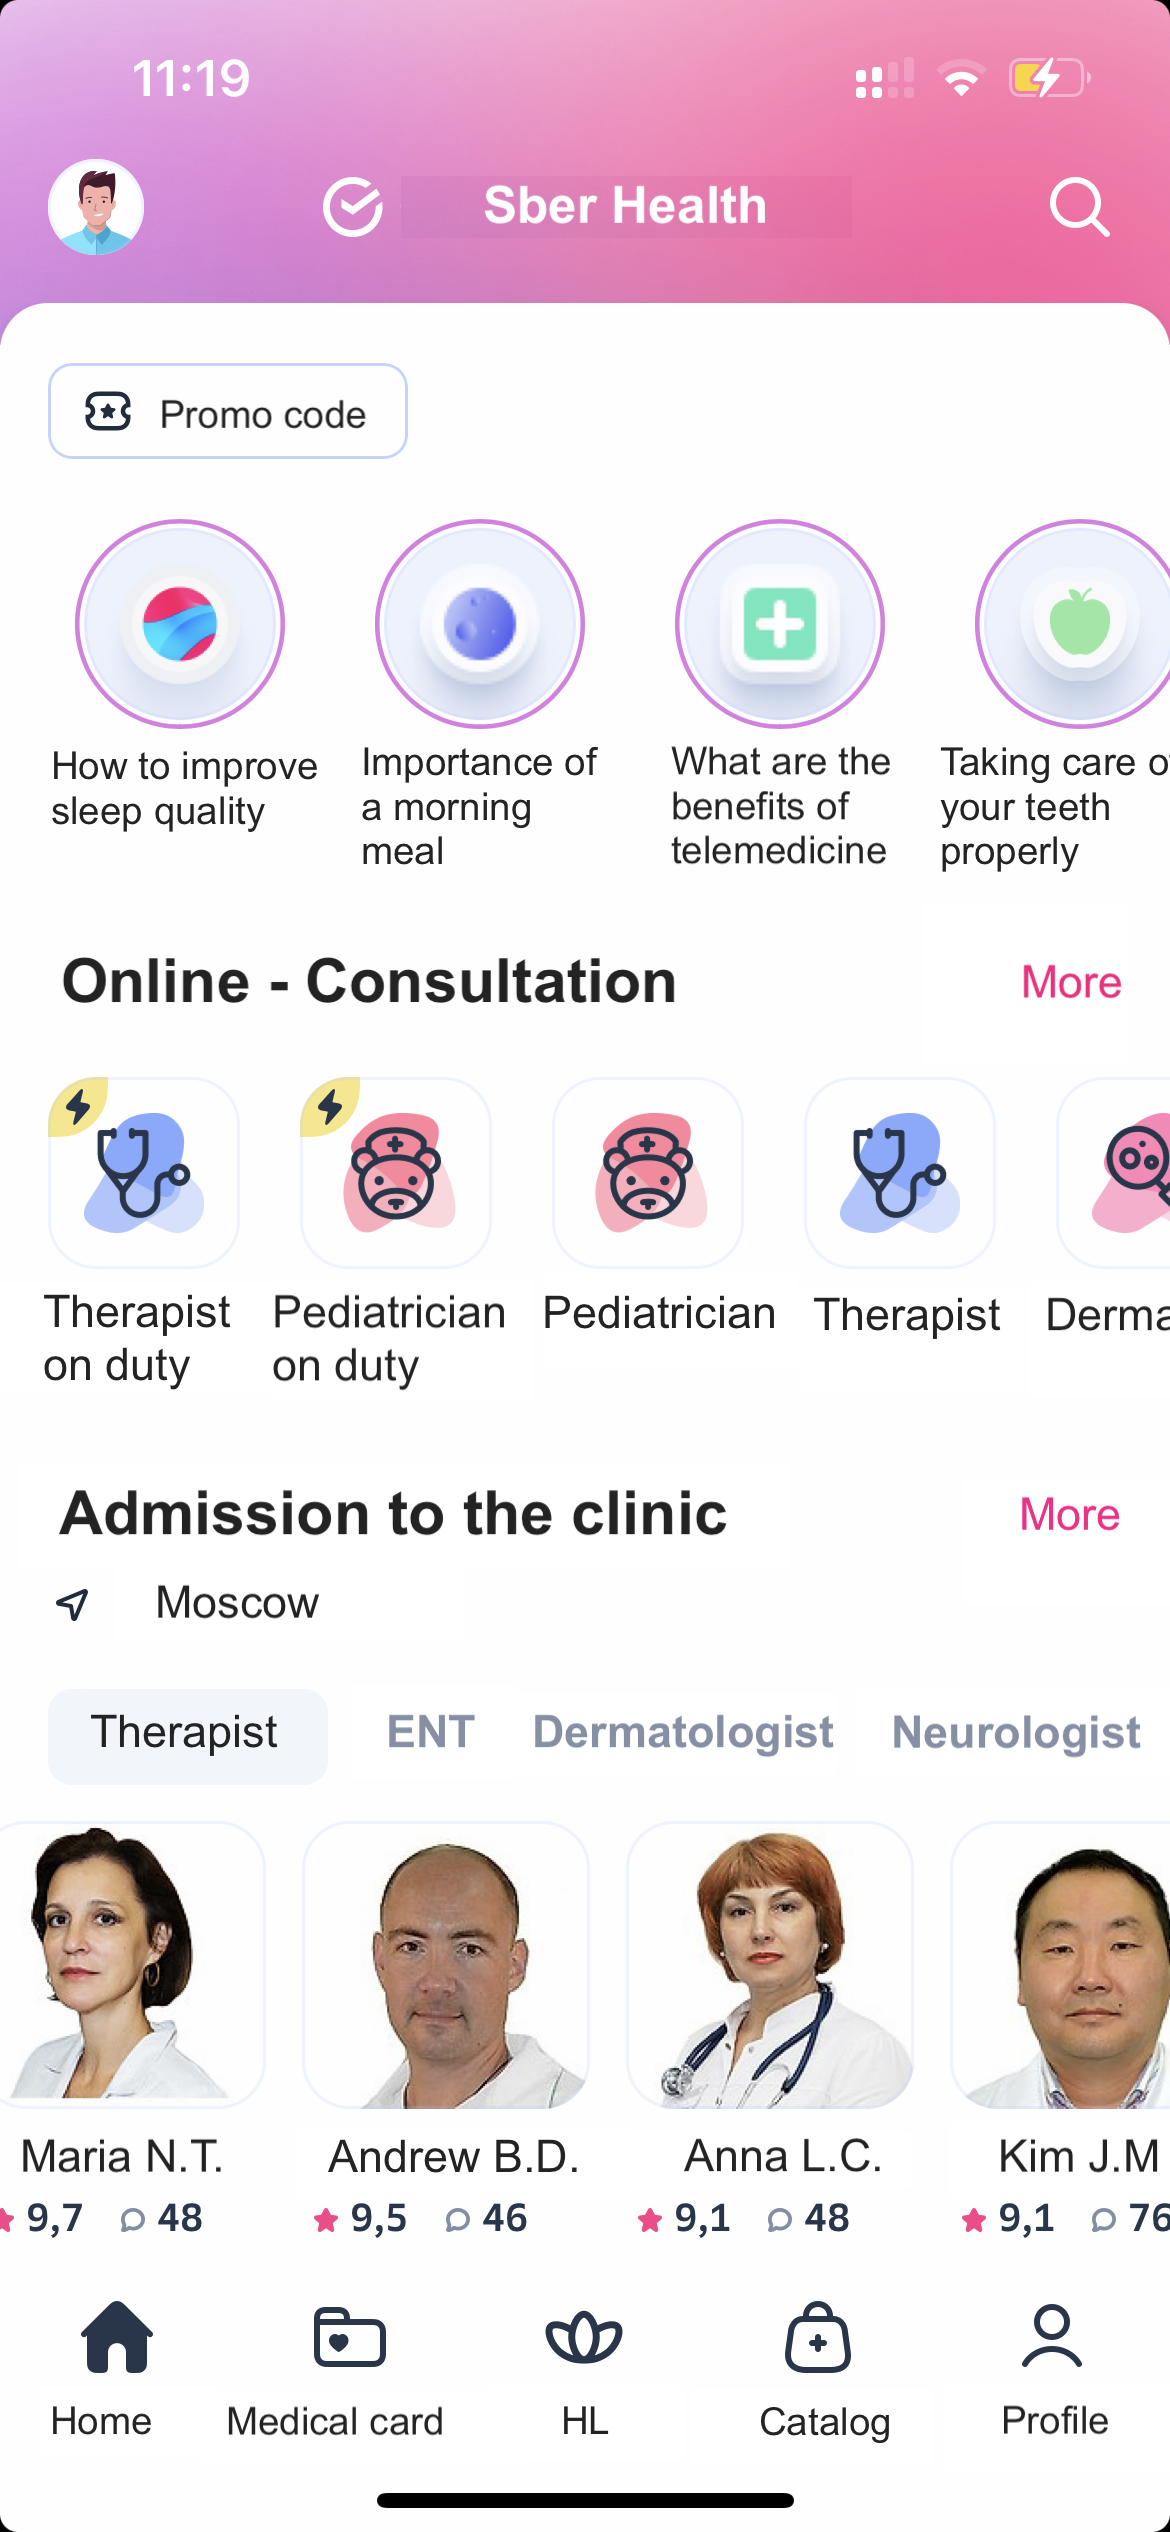 11:19
Sber Health
Promo code
How to improve
sleep quality
Importance of
a morning
meal
What are the
benefits of
telemedicine
Taking care of
your teeth
properly
Online - Consultation
More
Therapist
on duty
Pediatrician
on duty
Pediatrician
Therapist
Derma
Admission to the clinic
More
Moscow
Therapist
ENT
Dermatologist
Neurologist
Maria N.T.
9,7
48
Andrew B.D.
9,5
46
Anna L.C.
9,1
48
Kim J.M
9,1
76
Home
Medical card
HL
Catalog
Profile